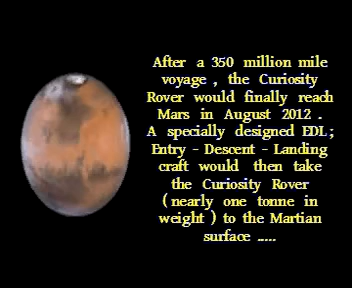 After a 350 million mile
voyage , the Curiosity
Rover would finally reach
Mars in August 2012 .
A specially designed EDL ;
Entry - Descent - Landing
craft would then take
the Curiosity Rover
( nearly one tonne in
weight ) to the Martian
surface .....